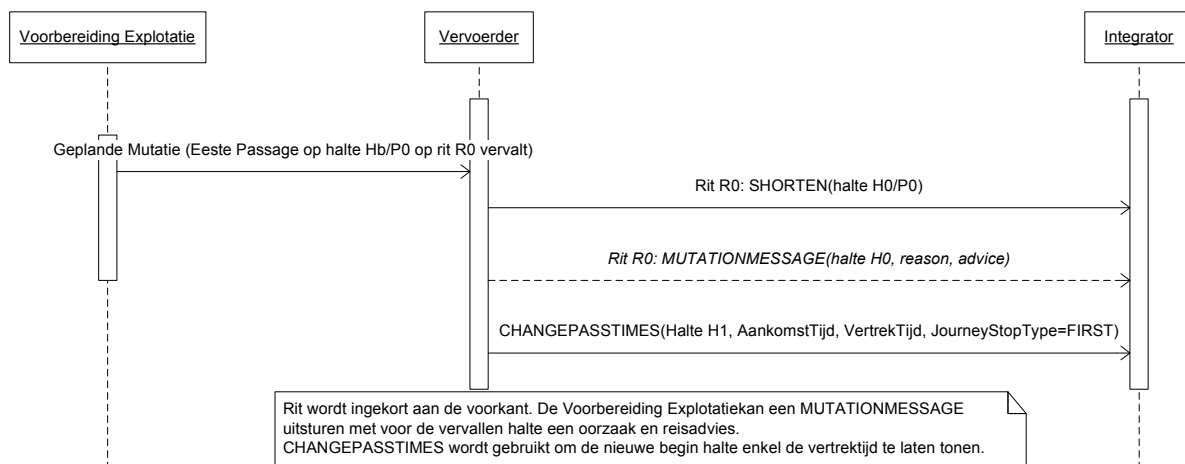 Voorbereiding Explotatie
Vervoerder
Integrator
Geplande Mutatie (Eeste Passage op halte Hb/P0 op rit R0 vervalt)
Rit R0: SHORTEN(halte H0/P0)
Rit R0: MUTATIONMESSAGE(halte H0, reason, advice)
CHANGEPASSTIMES(Halte H1, AankomstTijd, VertrekTijd, JourneyStopType=FIRST)
Rit wordt ingekort aan de voorkant. De Voorbereiding Explotatiekan een MUTATIONMESSAGE
uitsturen met voor de vervallen halte een oorzaak en reisadvies.
CHANGEPASSTIMES wordt gebruikt om de nieuwe begin halte enkel de vertrektijd te laten tonen.